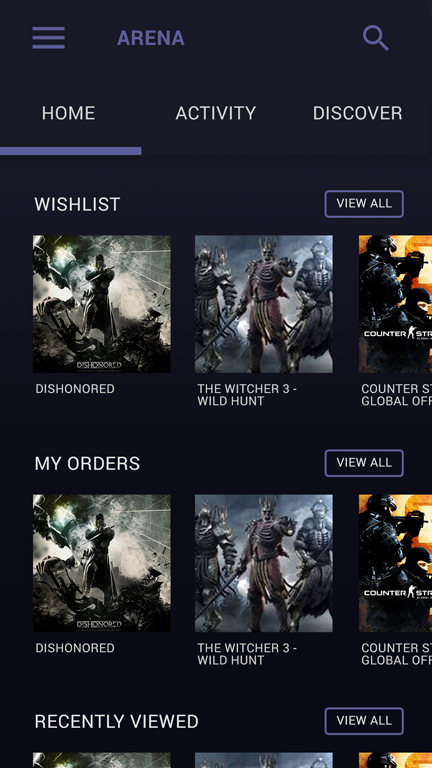 ARENA
HOME ACTIVITY DISCOVER
WISHLIST VIEW ALL
DISHONORED
COUNTER STR
DISHONORED THE WITCHER 3 - COUNTER ST
WILD HUNT GLOBAL OFF
MY ORDERS VIEW ALL
DISHONORED
COUNTER STR
DISHONORED THE WITCHER 3 - COUNTER ST
WILD HUNT GLOBAL OFF
RECENTLY VIEWED VIEW ALL